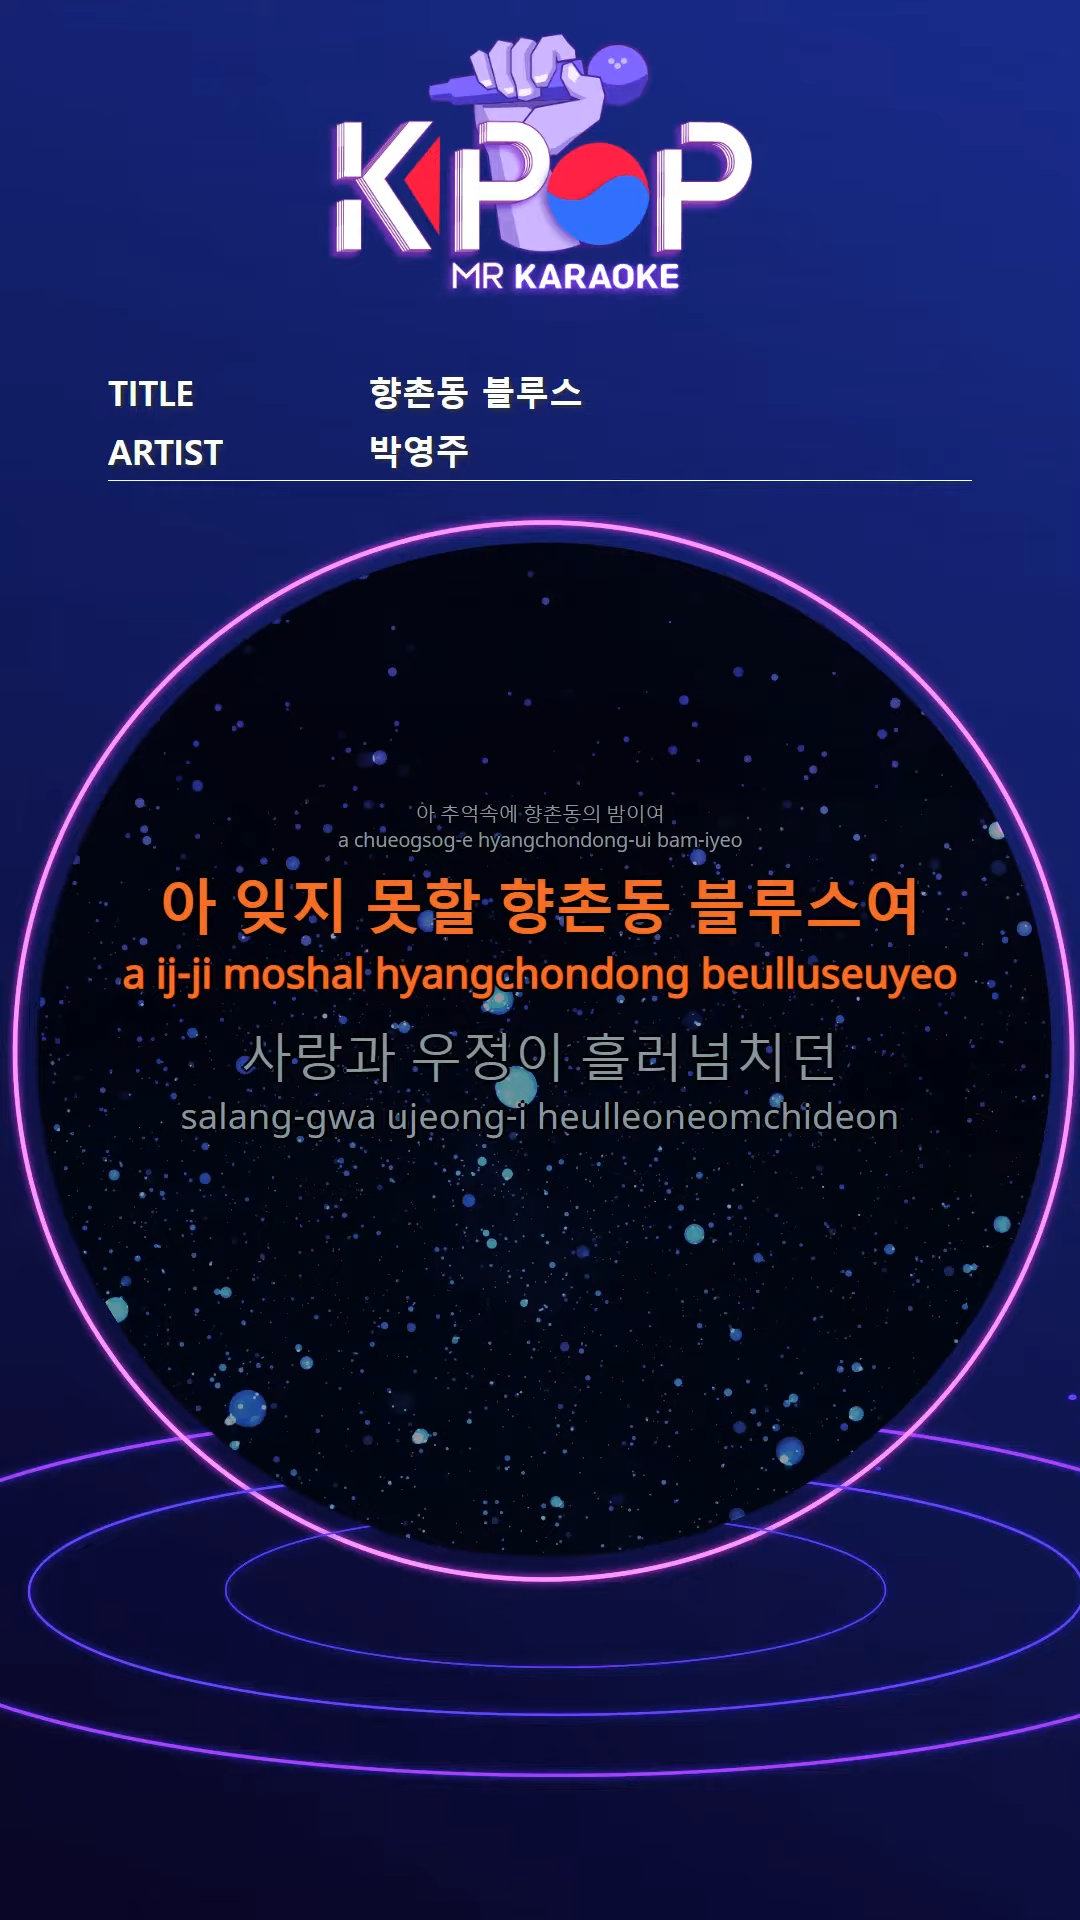 KPOP
MR KARAOKE
TITLE 향촌동 블루스
ARTIST 박영주
아 추억속에 향촌동의 밤이여
a chueogsog-e hyangchondong-ui bam-iyeo
아 잊지 못할 향촌동 블루스여
a ij-ji moshal hyangchondong beulluseuyeo
사랑과 우정이 흘러넘치던
salang-gwa ujeong-i heulleoneomchideon